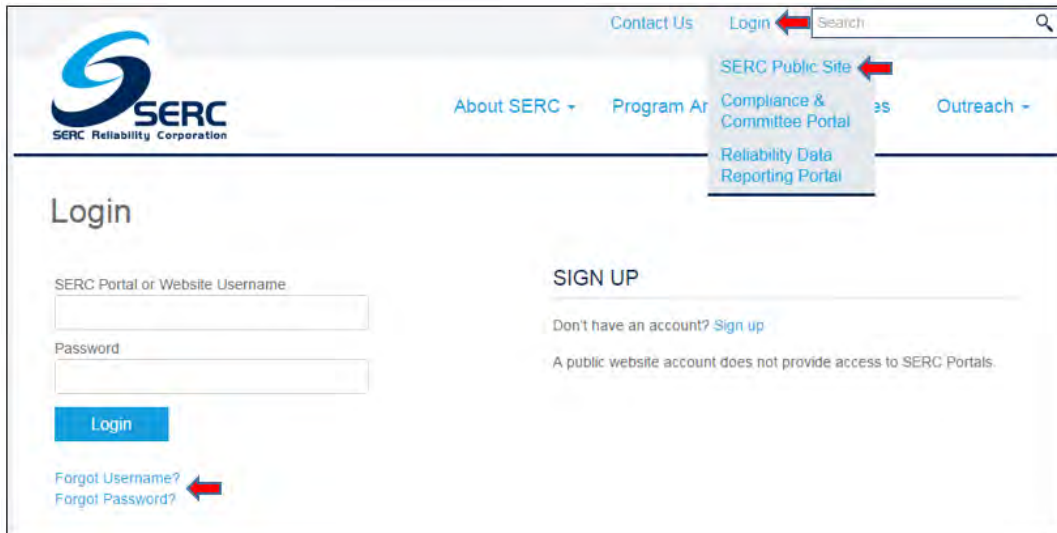 Contact Us
Login
Search
SERC
SERC Reliability Corporation
About SERC
Program Ar
es
Outreach
SERC Public Site
Compliance &
Committee Portal
Reliability Data
Reporting Portal
Login
SERC Portal or Website Username
Password
Login
Forgot Username?
Forgot Password?
SIGN UP
Don't have an account? Sign up
A public website account does not provide access to SERC Portals.